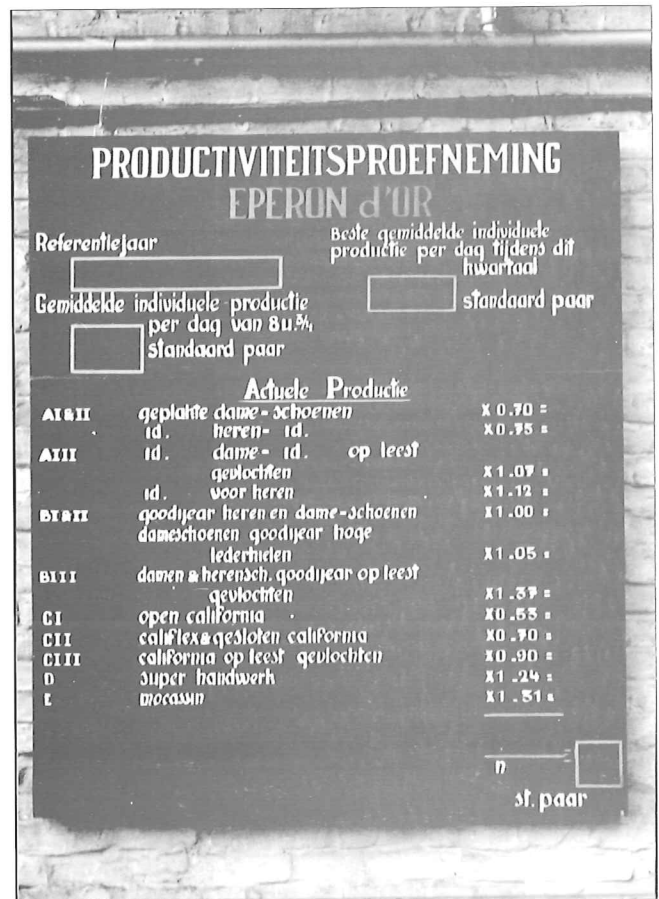 PRODUCTIVITEITSPROEFNEMING
EPERON d'OR
Referentiejaar
Gemiddelde individuele productie
per dag van 8u.¾
standaard paar
Beste gemiddelde individuele
productie per dag tijdens dit
kwartaal
standaard paar
Actuele Productie
AI&II geplakte dame-schoenen X 0.70 =
id. heren- id. X 0.75 =
AIII id. dame- id. op leest
gevlochten X 1.07 =
id. voor heren X 1.12 =
BI&II goodijear heren en dame-schoenen X 1.00 =
dameschoenen goodijear hoge
lederhielen X 1.05 =
BIII damen & herensch. goodijear op leest
gevlochten X 1.37 =
CI open california X 0.53 =
CII califlex & gesloten california X 0.70 =
CIII california op leest gevlochten X 0.90 =
D super handwerk X 1.24 =
E mocassin X 1.31 =
n =
st. paar